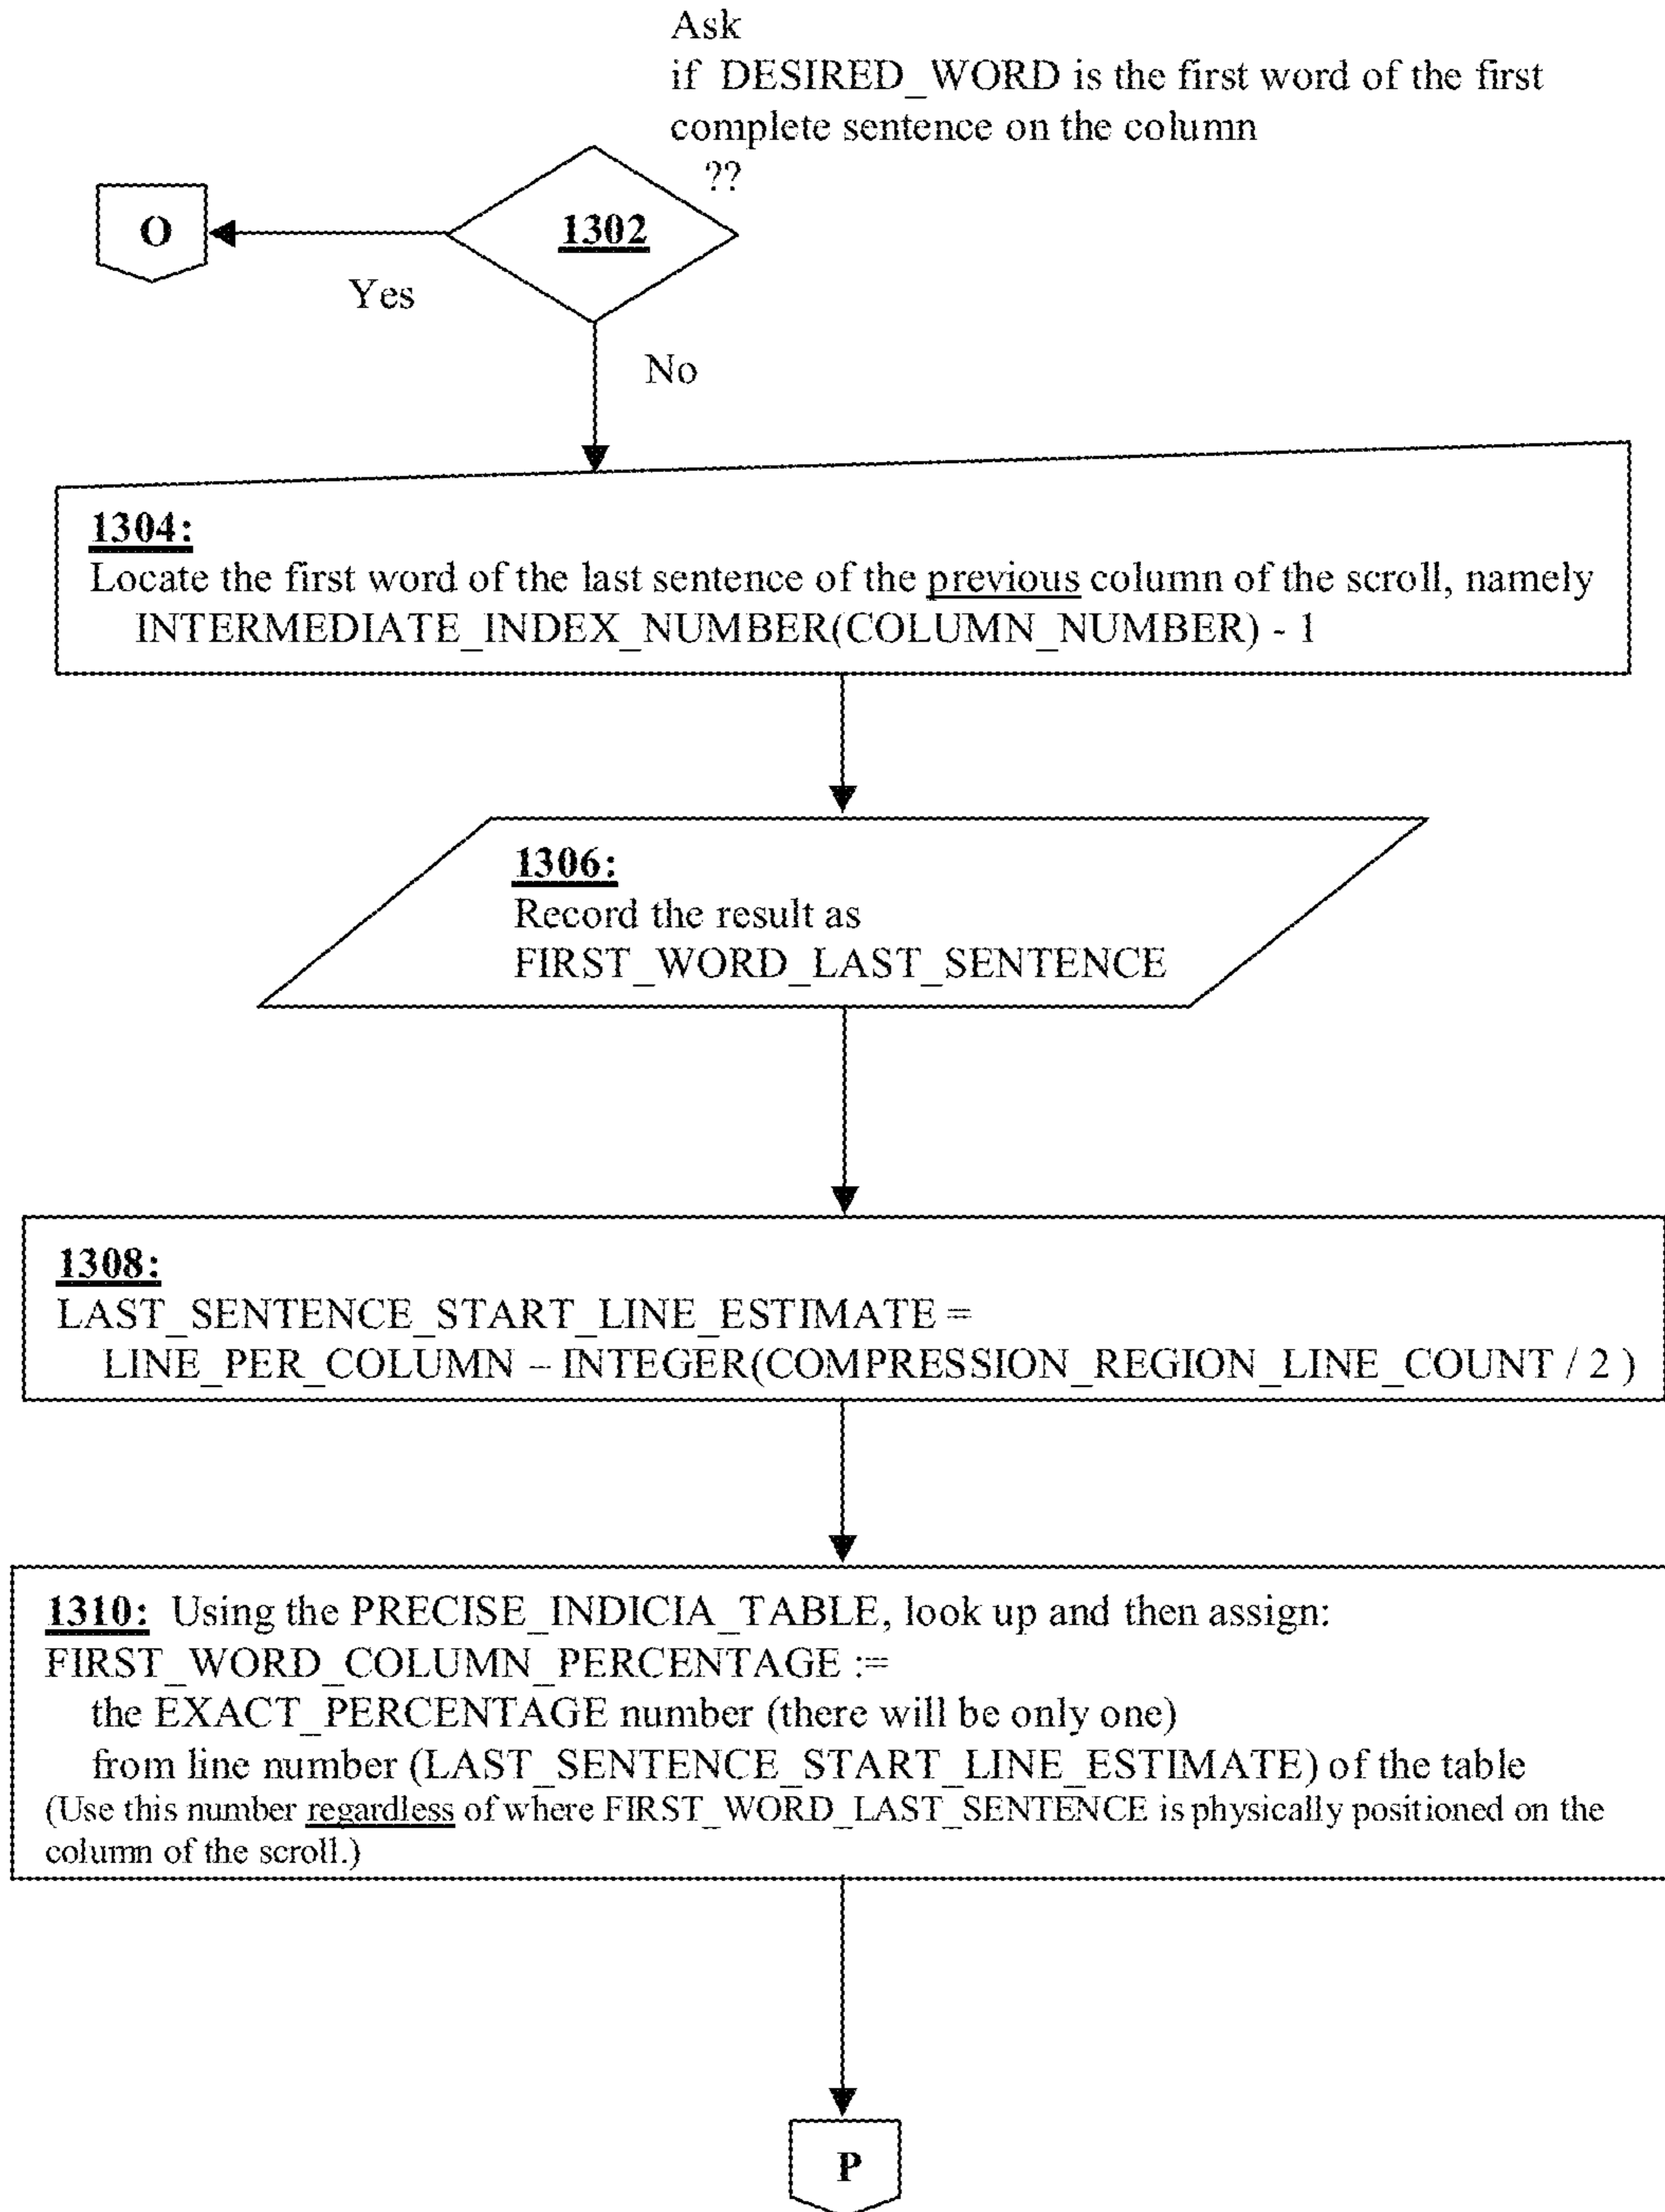 Ask
if DESIRED_WORD is the first word of the first
complete sentence on the column
??
1302
O
Yes
No
1304:
Locate the first word of the last sentence of the previous column of the scroll, namely
INTERMEDIATE_INDEX_NUMBER(COLUMN_NUMBER) - 1
1306:
Record the result as
FIRST_WORD_LAST_SENTENCE
1308:
LAST_SENTENCE_START_LINE_ESTIMATE =
LINE_PER_COLUMN – INTEGER(COMPRESSION_REGION_LINE_COUNT / 2 )
1310: Using the PRECISE_INDICIA_TABLE, look up and then assign:
FIRST_WORD_COLUMN_PERCENTAGE :=
the EXACT_PERCENTAGE number (there will be only one)
from line number (LAST_SENTENCE_START_LINE_ESTIMATE) of the table
(Use this number regardless of where FIRST_WORD_LAST_SENTENCE is physically positioned on the
column of the scroll.)
P